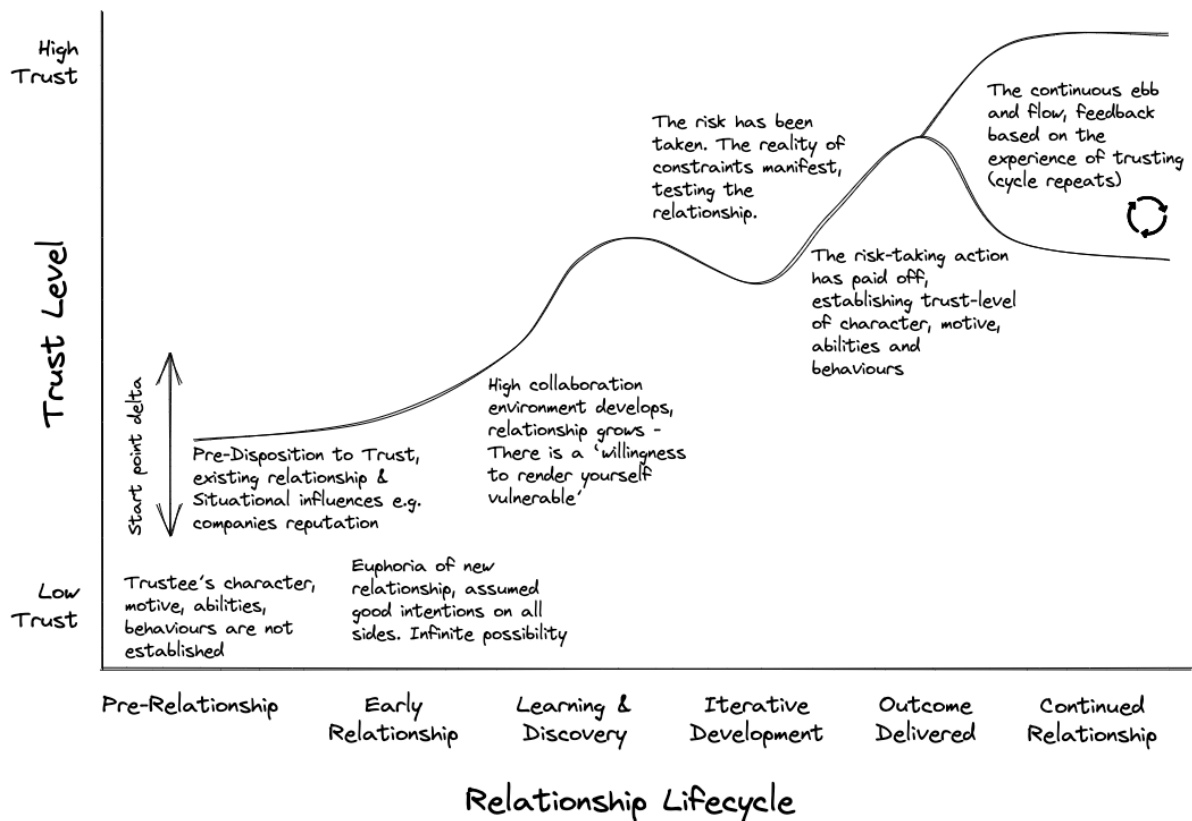 High
Trust
Trust Level
Low
Trust
Start point delta
Trustee's character,
motive, abilities,
behaviours are not
established
Pre-Disposition to Trust,
existing relationship &
Situational influences e.g.
companies reputation
Euphoria of new
relationship, assumed
good intentions on all
sides. Infinite possibility
High collaboration
environment develops,
relationship grows -
There is a 'willingness
to render yourself
vulnerable'
The risk has been
taken. The reality of
constraints manifest,
testing the
relationship.
The risk-taking action
has paid off,
establishing trust-level
of character, motive,
abilities and
behaviours
The continuous ebb
and flow, feedback
based on the
experience of trusting
(cycle repeats)
Pre-Relationship
Early
Relationship
Learning &
Discovery
Iterative
Development
Outcome
Delivered
Continued
Relationship
Relationship Lifecycle